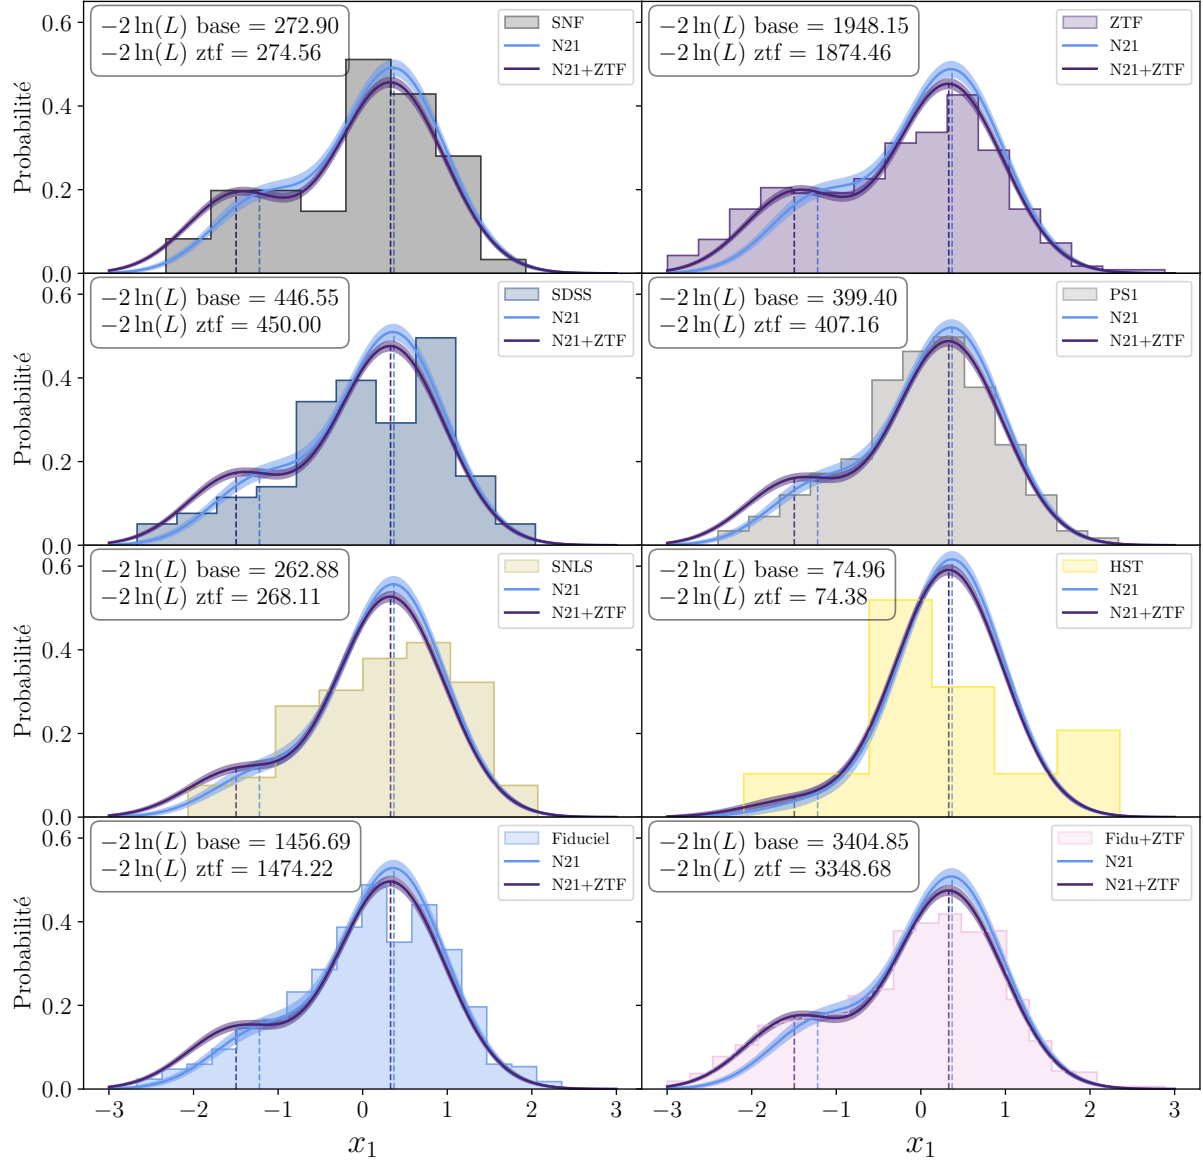 −2 ln(L) base = 272.90
−2 ln(L) ztf = 274.56
SNF
N21
N21+ZTF
−2 ln(L) base = 1948.15
−2 ln(L) ztf = 1874.46
ZTF
N21
N21+ZTF
0.6
0.4
0.2
0.0
Probabilité
−2 ln(L) base = 446.55
−2 ln(L) ztf = 450.00
SDSS
N21
N21+ZTF
−2 ln(L) base = 399.40
−2 ln(L) ztf = 407.16
PS1
N21
N21+ZTF
0.6
0.4
0.2
0.0
Probabilité
−2 ln(L) base = 262.88
−2 ln(L) ztf = 268.11
SNLS
N21
N21+ZTF
−2 ln(L) base = 74.96
−2 ln(L) ztf = 74.38
HST
N21
N21+ZTF
0.6
0.4
0.2
0.0
Probabilité
−2 ln(L) base = 1456.69
−2 ln(L) ztf = 1474.22
Fiduciel
N21
N21+ZTF
−2 ln(L) base = 3404.85
−2 ln(L) ztf = 3348.68
Fidu+ZTF
N21
N21+ZTF
0.6
0.4
0.2
0.0
Probabilité
−3 −2 −1 0 1 2 3
−3 −2 −1 0 1 2 3
x₁
x₁